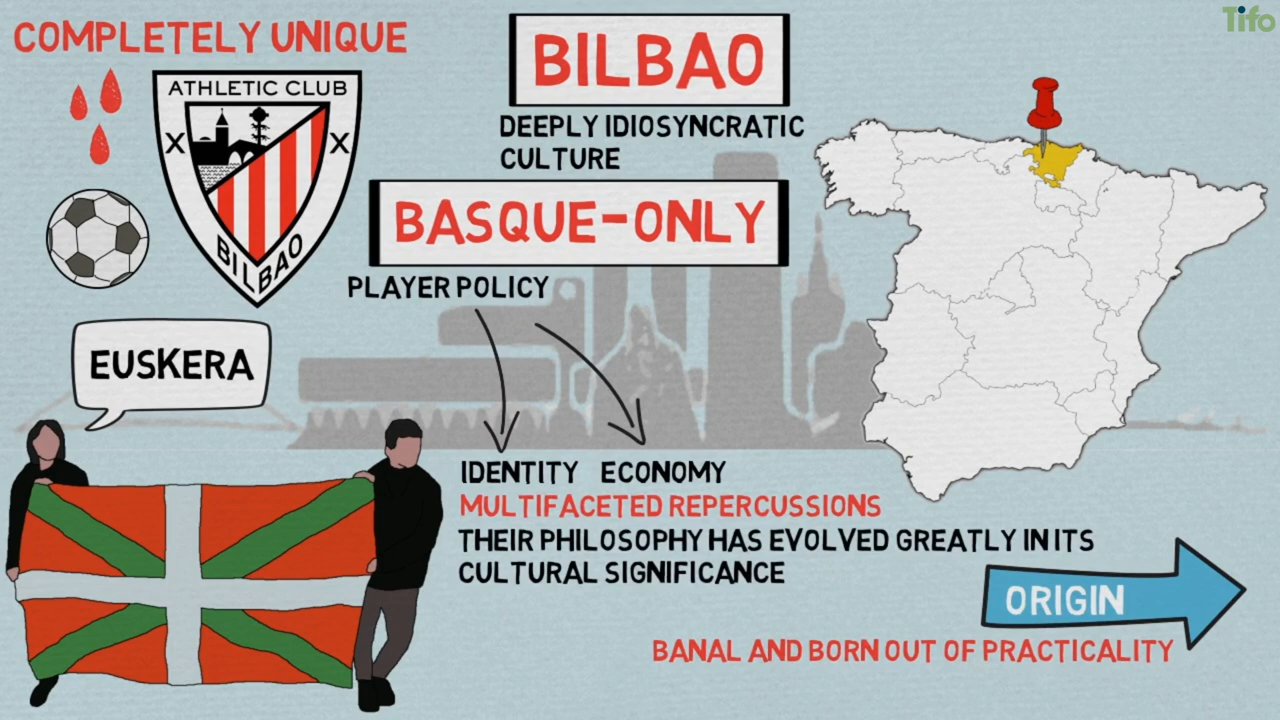 COMPLETELY UNIQUE
ATHLETIC CLUB
X X
BILBAO
BILBAO
DEEPLY IDIOSYNCRATIC
CULTURE
BASQUE-ONLY
PLAYER POLICY
EUSKERA
IDENTITY ECONOMY
MULTIFACETED REPERCUSSIONS
THEIR PHILOSOPHY HAS EVOLVED GREATLY IN ITS
CULTURAL SIGNIFICANCE
ORIGIN
BANAL AND BORN OUT OF PRACTICALITY
Tifo